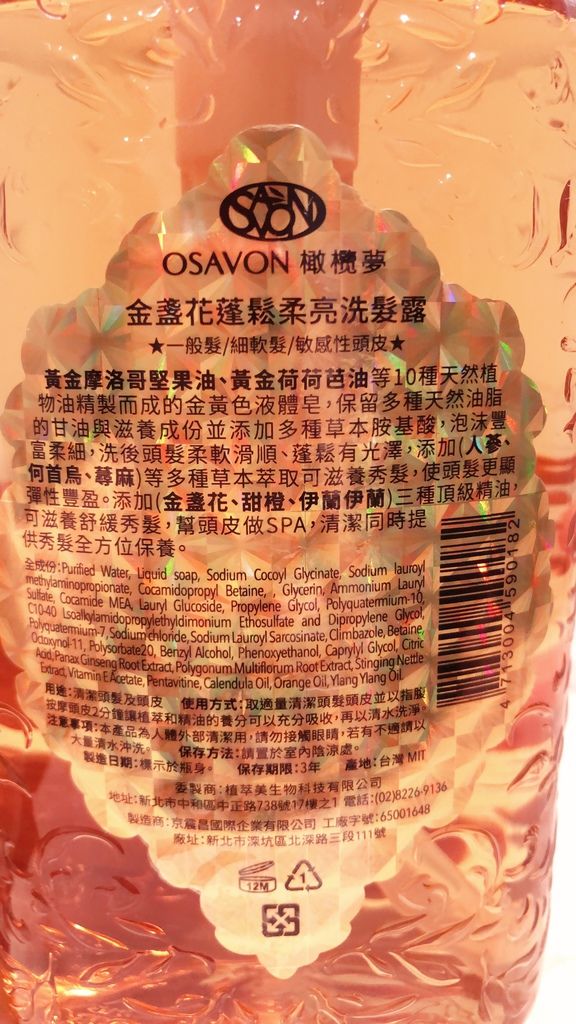 SAVON
OSAVON 橄欖夢
金盞花蓬鬆柔亮洗髮露
★一般髮/細軟髮/敏感性頭皮★
黃金摩洛哥堅果油、黃金荷荷芭油等10種天然植
物油精製而成的金黃色液體皂,保留多種天然油脂
的甘油與滋養成份並添加多種草本胺基酸,泡沫豐
富柔細,洗後頭髮柔軟滑順、蓬鬆有光澤,添加(人蔘、
何首烏、蕁麻)等多種草本萃取可滋養秀髮,使頭髮更顯
彈性豐盈。添加(金盞花、甜橙、伊蘭伊蘭)三種頂級精油,
可滋養舒緩秀髮,幫頭皮做SPA,清潔同時提
供秀髮全方位保養。
全成份:Purified Water, Liquid soap, Sodium Cocoyl Glycinate, Sodium lauroyl
methylaminopropionate, Cocamidopropyl Betaine, , Glycerin, Ammonium Lauryl
Sulfate, Cocamide MEA, Lauryl Glucoside, Propylene Glycol, Polyquaternium-10,
C10-40 Lsoalkylamidopropylethyldimonium Ethosulfate and Dipropylene Glycol,
Polyquaternium-7, Sodium chloride, Sodium Lauroyl Sarcosinate, Climbazole, Betaine,
Octoxynol-11, Polysorbate20, Benzyl Alcohol, Phenoxyethanol, Caprylyl Glycol, Citric
Acid, Panax Ginseng Root Extract, Polygonum Multiflorum Root Extract, Stinging Nettle
Extract, Vitamin E Acetate, Pentavitine, Calendula Oil, Orange Oil, Ylang Ylang Oil.
4 713004 590182
用途:清潔頭髮及頭皮 使用方式:取適量清潔頭髮頭皮並以指腹
按摩頭皮2分鐘讓植萃和精油的養分可以充分吸收,再以清水洗淨。
注意事項:本產品為人體外部清潔用,請勿接觸眼睛,若有不適請以
大量清水沖洗。 保存方法:請置於室內陰涼處。
製造日期:標示於瓶身。 保存期限:3年 產地:台灣 MIT
委製商:植萃美生物科技有限公司
地址:新北市中和區中正路738號17樓之1 電話:(02)8226-9136
製造商:京震昌國際企業有限公司 工廠字號:65001648
廠址:新北市深坑區北深路三段111號
12M
1